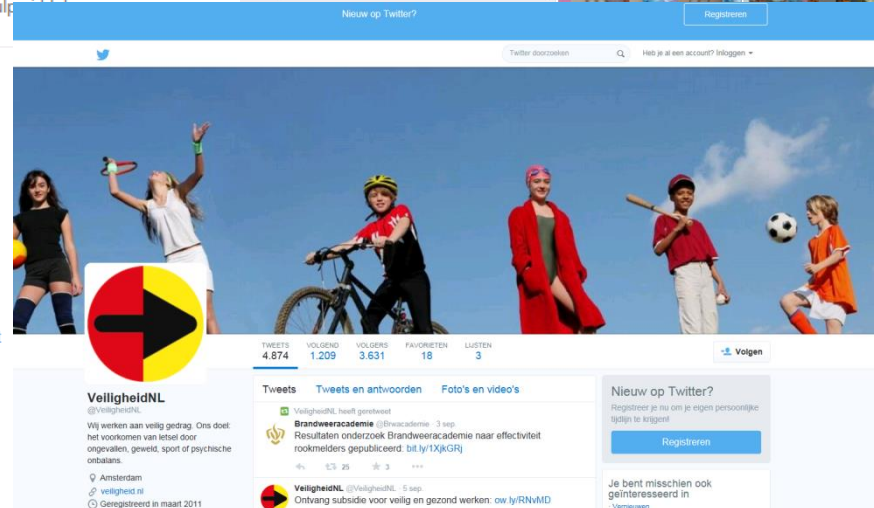 Nieuw op Twitter?
Registreren
Twitter doorzoeken
Heb je al een account? Inloggen
TWEETS VOLGEND VOLGERS FAVORIETEN LIJSTEN
4.874 1.209 3.631 18 3
Volgen
VeiligheidNL
@VeiligheidNL
Wij werken aan veilig gedrag. Ons doel:
het voorkomen van letsel door
ongevallen, geweld, sport of psychische
onbalans.
Amsterdam
veiligheid.nl
Geregistreerd in maart 2011
Tweets Tweets en antwoorden Foto's en video's
VeiligheidNL heeft geretweet
Brandweeracademie @Brwacademie · 3 sep.
Resultaten onderzoek Brandweeracademie naar effectiviteit
rookmelders gepubliceerd: bit.ly/1XjkGRj
25 3
VeiligheidNL @VeiligheidNL · 5 sep.
Ontvang subsidie voor veilig en gezond werken: ow.ly/RNvMD
Nieuw op Twitter?
Registreer je nu om je eigen persoonlijke
tijdlijn te krijgen!
Registreren
Je bent misschien ook
geïnteresseerd in
· Vernieuwen